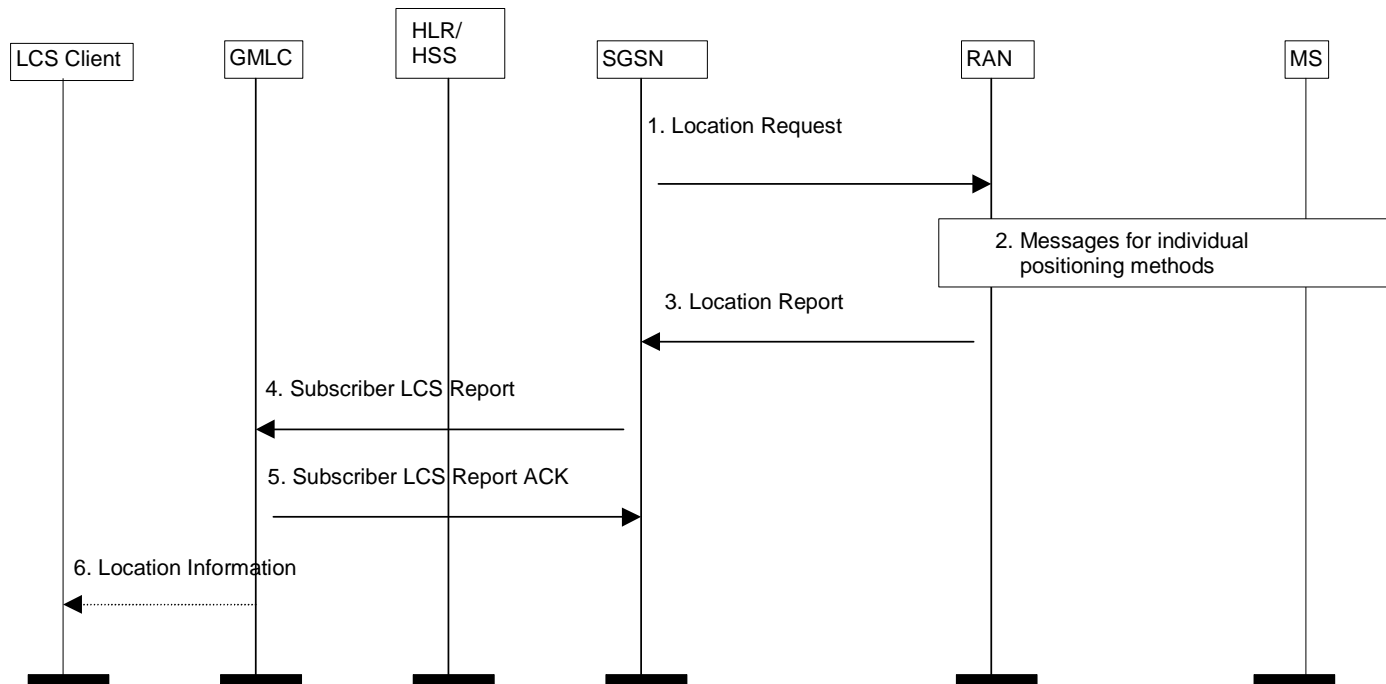 HLR/
HSS
LCS Client
GMLC
SGSN
RAN
MS
1. Location Request
2. Messages for individual
positioning methods
3. Location Report
4. Subscriber LCS Report
5. Subscriber LCS Report ACK
6. Location Information